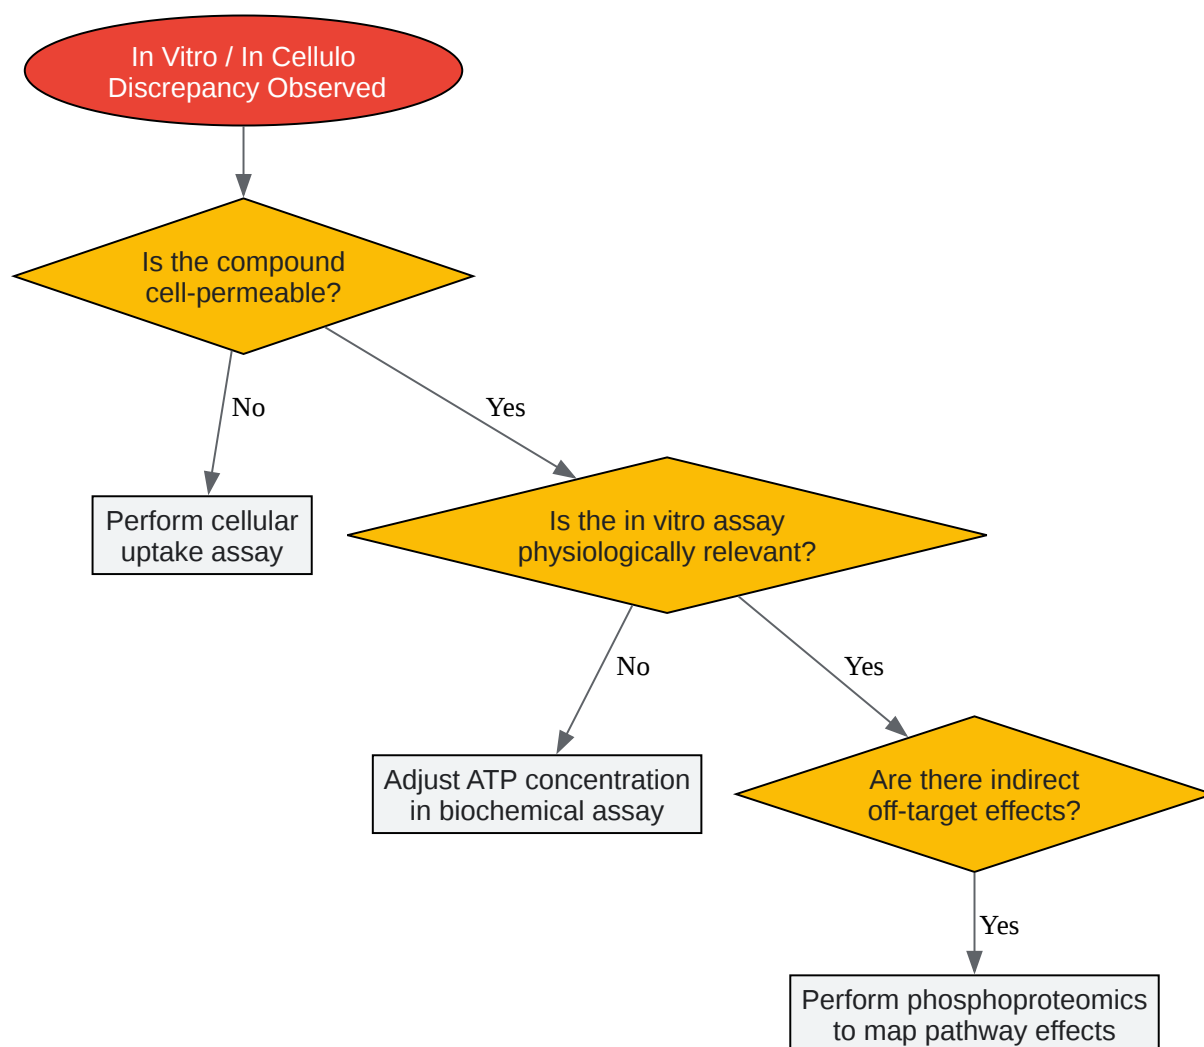 In Vitro / In Cellulo
Discrepancy Observed
Is the compound
cell-permeable?
No
Yes
Perform cellular
uptake assay
Is the in vitro assay
physiologically relevant?
No
Yes
Adjust ATP concentration
in biochemical assay
Are there indirect
off-target effects?
Yes
Perform phosphoproteomics
to map pathway effects